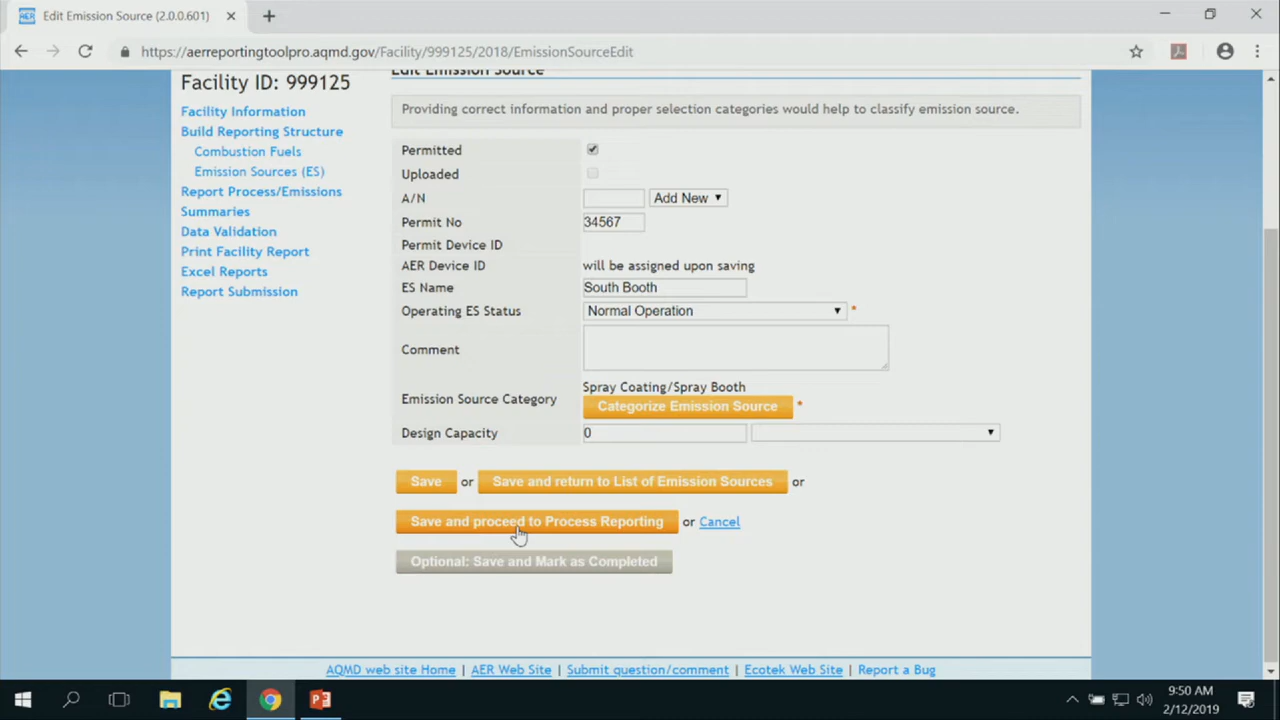 Edit Emission Source (2.0.0.601)
https://aerreportingtoolpro.aqmd.gov/Facility/999125/2018/EmissionSourceEdit
Facility ID: 999125
Facility Information
Build Reporting Structure
Combustion Fuels
Emission Sources (ES)
Report Process/Emissions
Summaries
Data Validation
Print Facility Report
Excel Reports
Report Submission
Edit Emission Source
Providing correct information and proper selection categories would help to classify emission source.
Permitted
Uploaded
A/N Add New
Permit No 34567
Permit Device ID
AER Device ID will be assigned upon saving
ES Name South Booth
Operating ES Status Normal Operation *
Comment
Spray Coating/Spray Booth
Emission Source Category Categorize Emission Source *
Design Capacity 0
Save or Save and return to List of Emission Sources or
Save and proceed to Process Reporting or Cancel
Optional: Save and Mark as Completed
AQMD web site Home | AER Web Site | Submit question/comment | Ecotek Web Site | Report a Bug
9:50 AM
2/12/2019